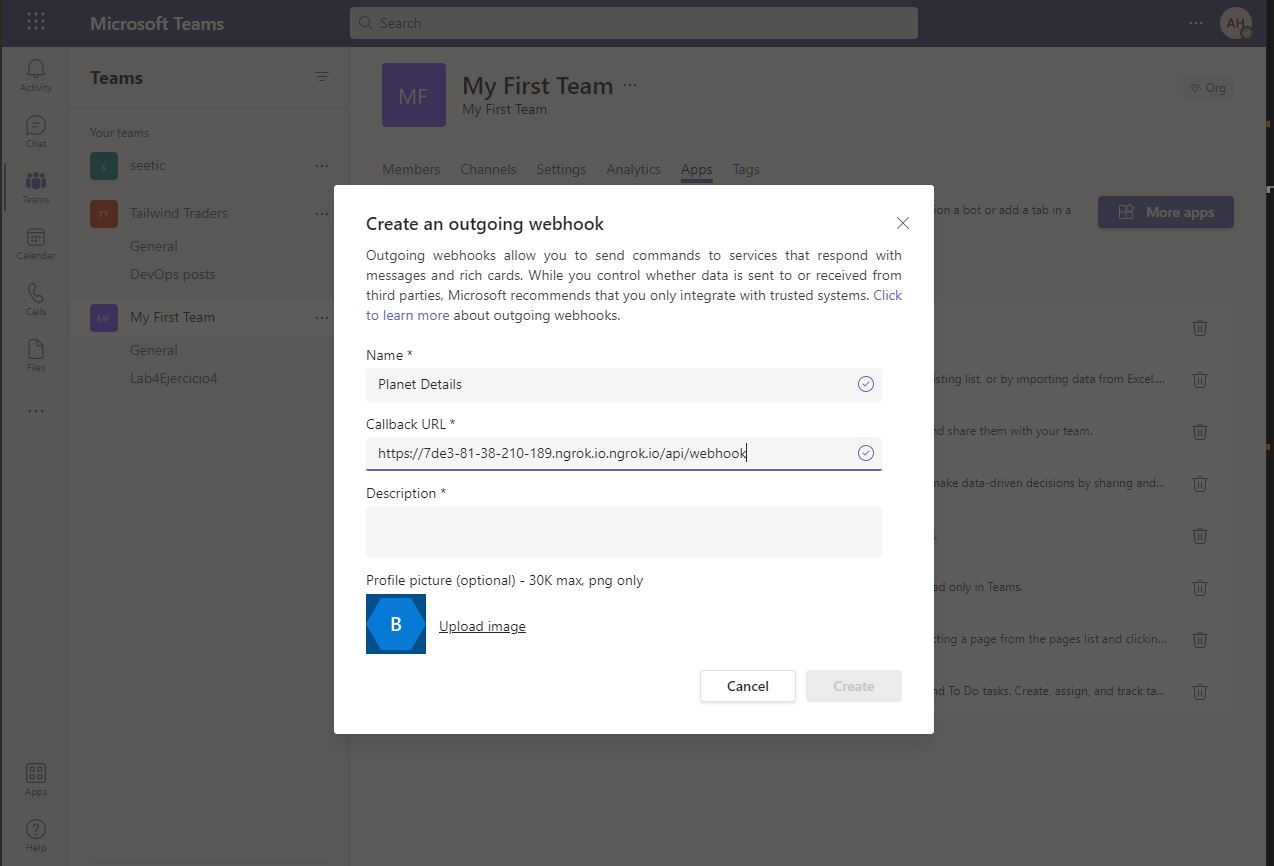 Microsoft Teams
Search
AH
Activity
Chat
Teams
Calendar
Calls
Files
Apps
Help
Teams
Your teams
s
seetic
TT
Tailwind Traders
General
DevOps posts
MF
My First Team
General
Lab4Ejercicio4
MF
My First Team
My First Team
Org
Members Channels Settings Analytics Apps Tags
on a bot or add a tab in a
More apps
Create an outgoing webhook
Outgoing webhooks allow you to send commands to services that respond with
messages and rich cards. While you control whether data is sent to or received from
third parties, Microsoft recommends that you only integrate with trusted systems. Click
to learn more about outgoing webhooks.
Name *
Planet Details
Callback URL *
https://7de3-81-38-210-189.ngrok.io.ngrok.io/api/webhook
Description *
Profile picture (optional) - 30K max, png only
B
Upload image
Cancel
Create
isting list, or by importing data from Excel....
nd share them with your team.
make data-driven decisions by sharing and...
ad only in Teams.
cting a page from the pages list and clickin...
nd To Do tasks. Create, assign, and track ta...